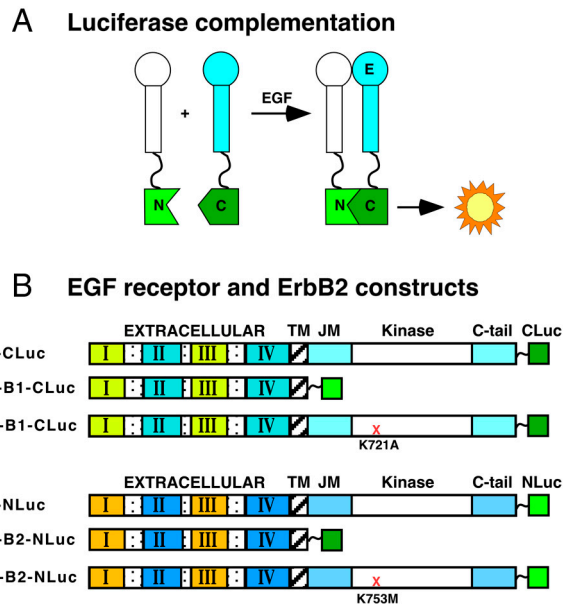 A Luciferase complementation
E
+
EGF
N C N C
B EGF receptor and ErbB2 constructs
EXTRACELLULAR TM JM Kinase C-tail CLuc
-CLuc I II III IV
-B1-CLuc I II III IV
-B1-CLuc I II III IV X
K721A
EXTRACELLULAR TM JM Kinase C-tail NLuc
-NLuc I II III IV
-B2-NLuc I II III IV
-B2-NLuc I II III IV X
K753M